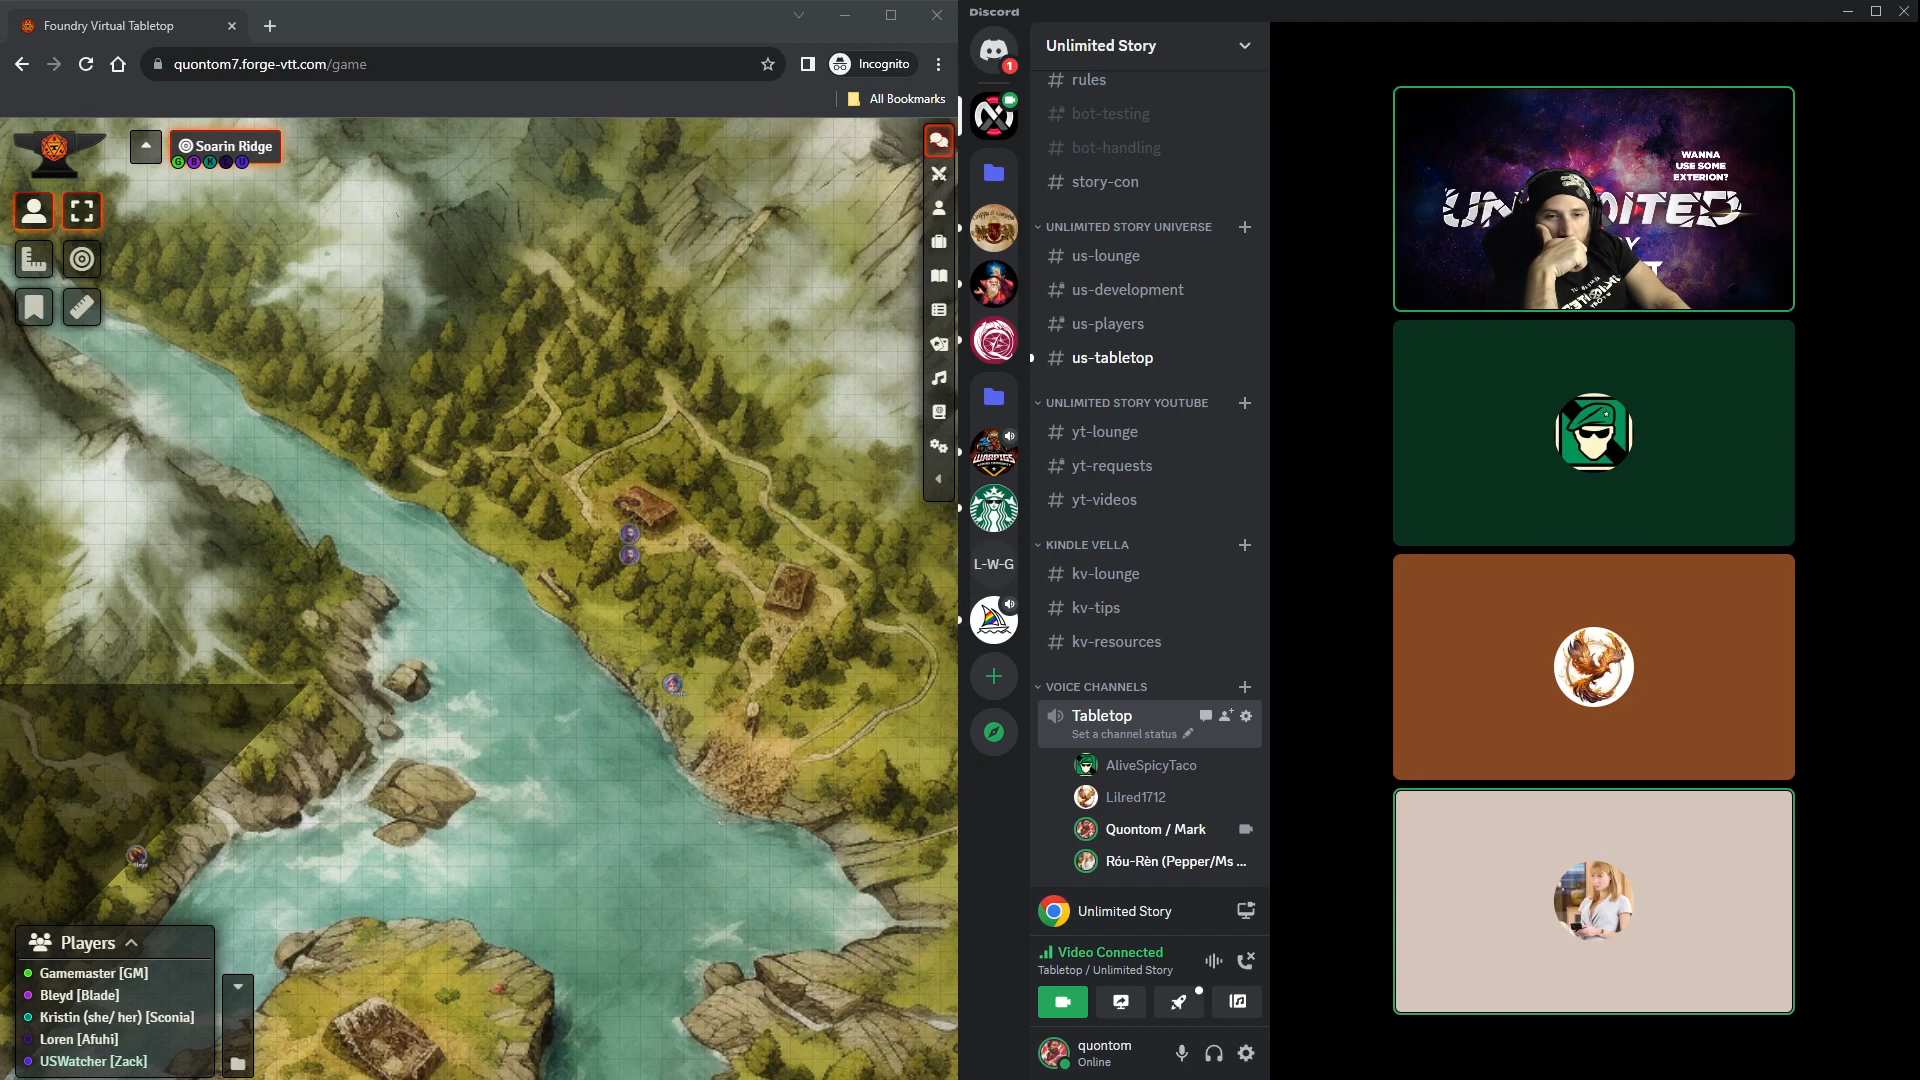 Foundry Virtual Tabletop
quontom7.forge-vtt.com/game
Incognito
All Bookmarks
Soarin Ridge
G B K L U
Players
Gamemaster [GM]
Bleyd [Blade]
Kristin (she/ her) [Sconia]
Loren [Afuhi]
USWatcher [Zack]
Discord
1
L-W-G
Unlimited Story
rules
bot-testing
bot-handling
story-con
UNLIMITED STORY UNIVERSE
us-lounge
us-development
us-players
us-tabletop
UNLIMITED STORY YOUTUBE
yt-lounge
yt-requests
yt-videos
KINDLE VELLA
kv-lounge
kv-tips
kv-resources
VOICE CHANNELS
Tabletop
Set a channel status
AliveSpicyTaco
Lilred1712
Quontom / Mark
Róu-Rèn (Pepper/Ms ...
Unlimited Story
Video Connected
Tabletop / Unlimited Story
quontom
Online
WANNA
USE SOME
EXTERION?